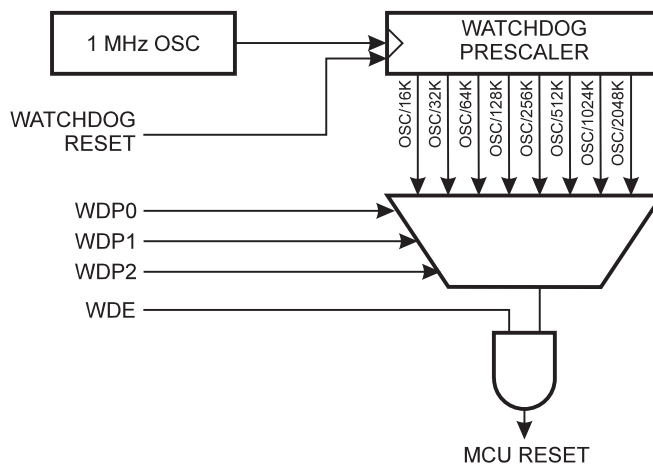 1 MHz OSC
WATCHDOG
PRESCALER
WATCHDOG
RESET
OSC/16K
OSC/32K
OSC/64K
OSC/128K
OSC/256K
OSC/512K
OSC/1024K
OSC/2048K
WDP0
WDP1
WDP2
WDE
MCU RESET